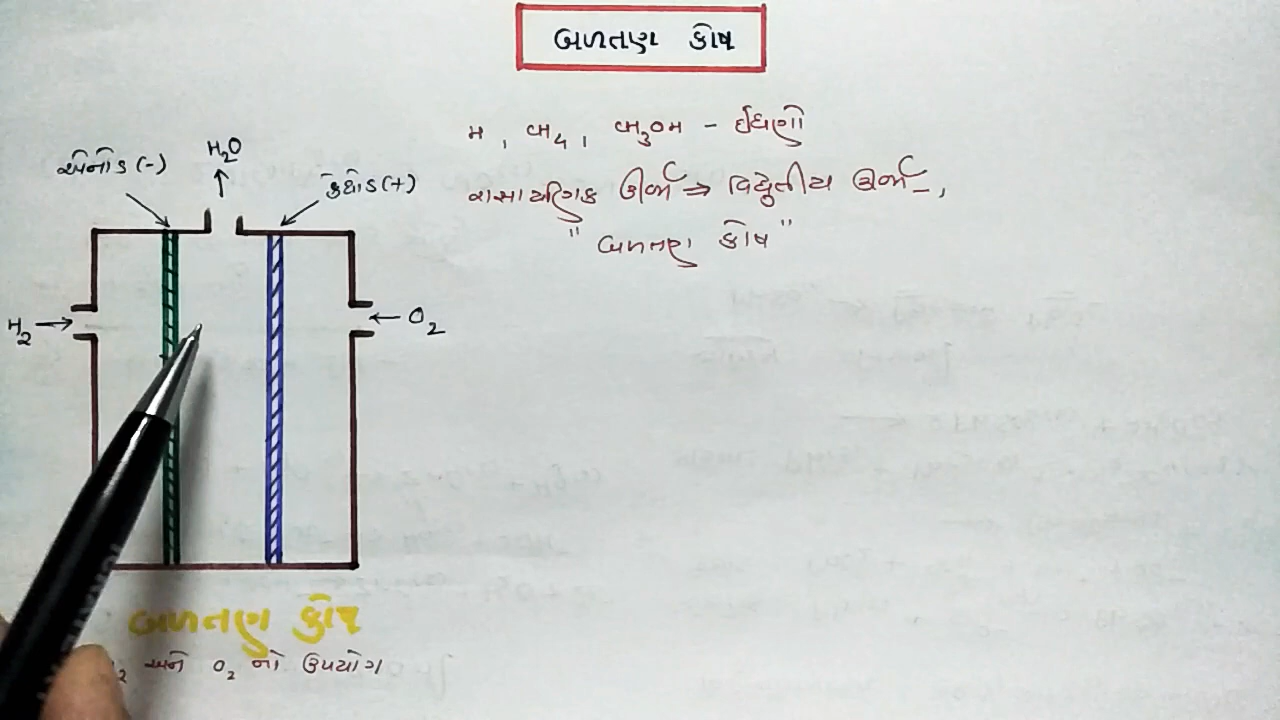 બળતણ કોષ
H, CH4, CH3OH - ઈંધણો
રાસાયણિક ઊર્જા ⇒ વિદ્યુતીય ઊર્જા,
"બળતણ કોષ"
એનોડ (-)
H2O
કેથોડ (+)
H2
O2
બળતણ કોષ
અને O2 નો ઉપયોગ